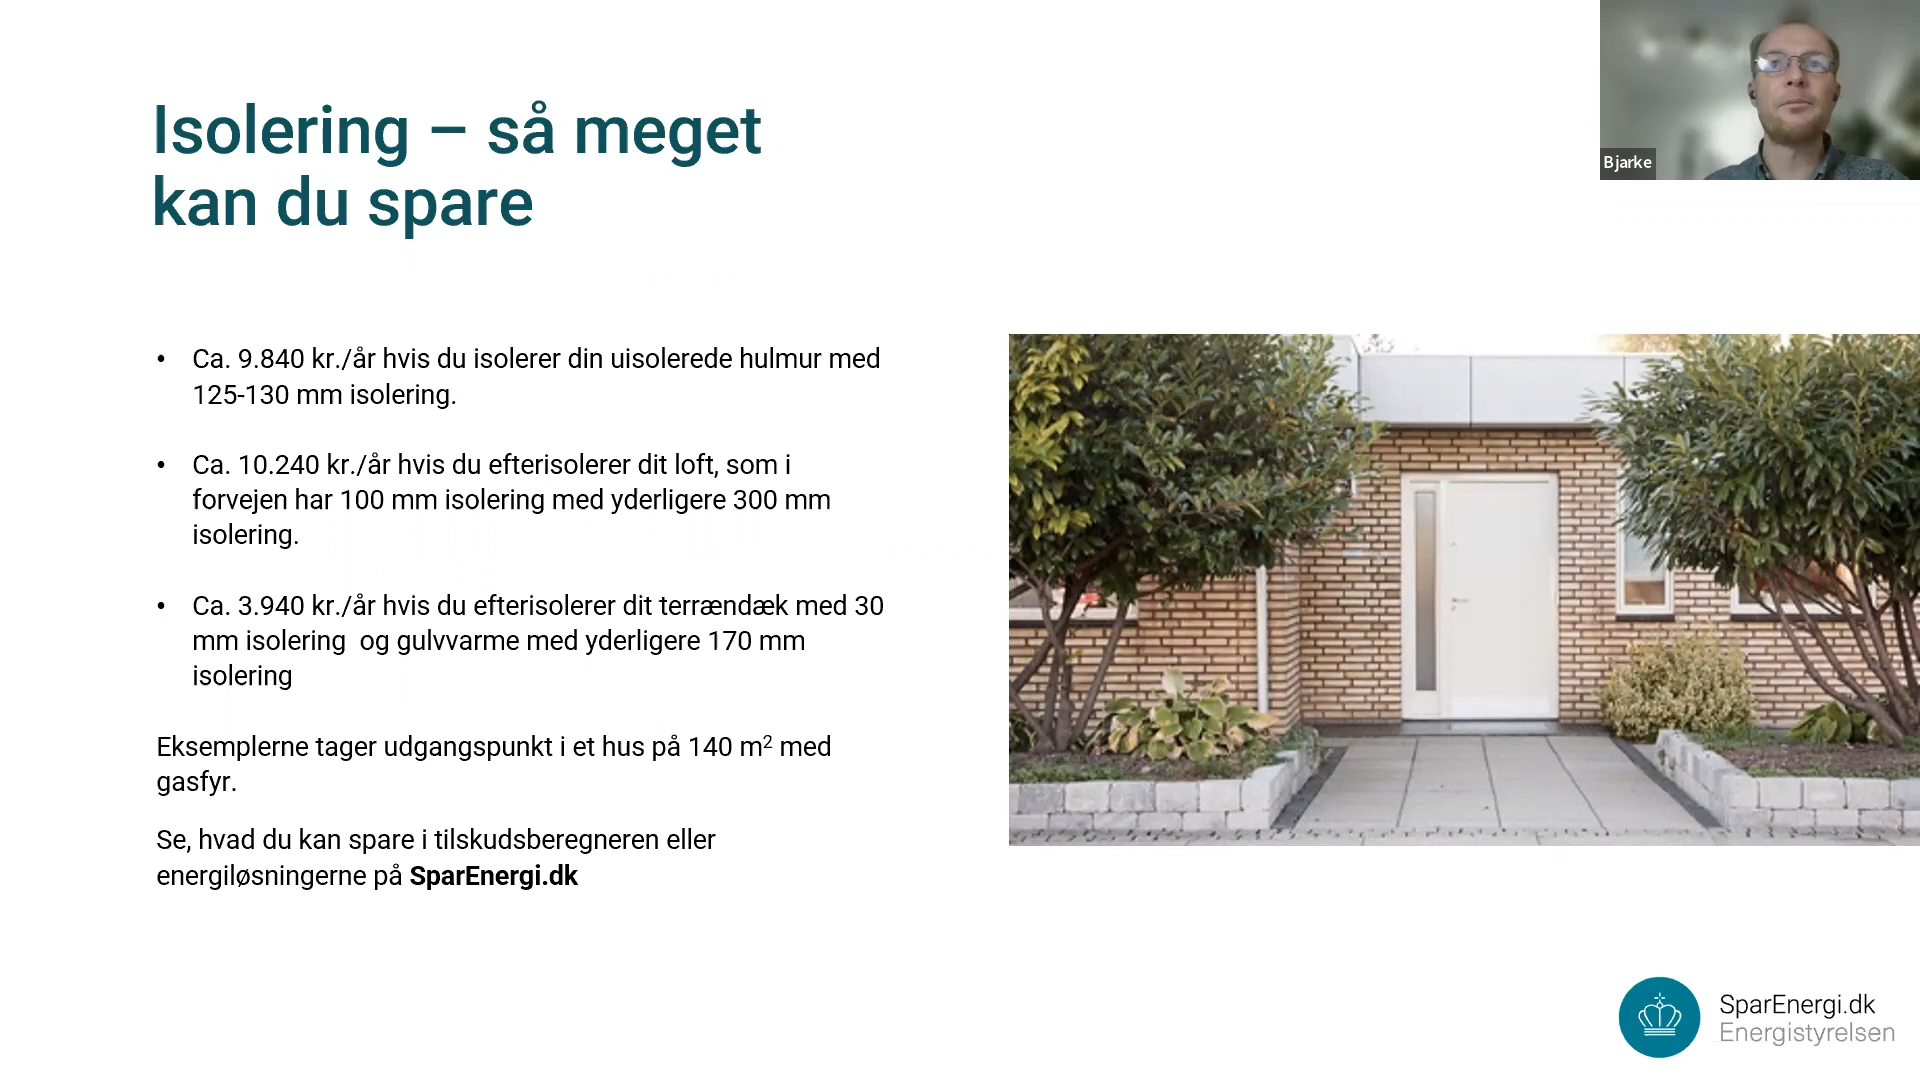 Isolering – så meget
kan du spare
Bjarke
• Ca. 9.840 kr./år hvis du isolerer din uisolerede hulmur med
125-130 mm isolering.
• Ca. 10.240 kr./år hvis du efterisolerer dit loft, som i
forvejen har 100 mm isolering med yderligere 300 mm
isolering.
• Ca. 3.940 kr./år hvis du efterisolerer dit terrændæk med 30
mm isolering  og gulvvarme med yderligere 170 mm
isolering
Eksemplerne tager udgangspunkt i et hus på 140 m² med
gasfyr.
Se, hvad du kan spare i tilskudsberegneren eller
energiløsningerne på SparEnergi.dk
SparEnergi.dk
Energistyrelsen